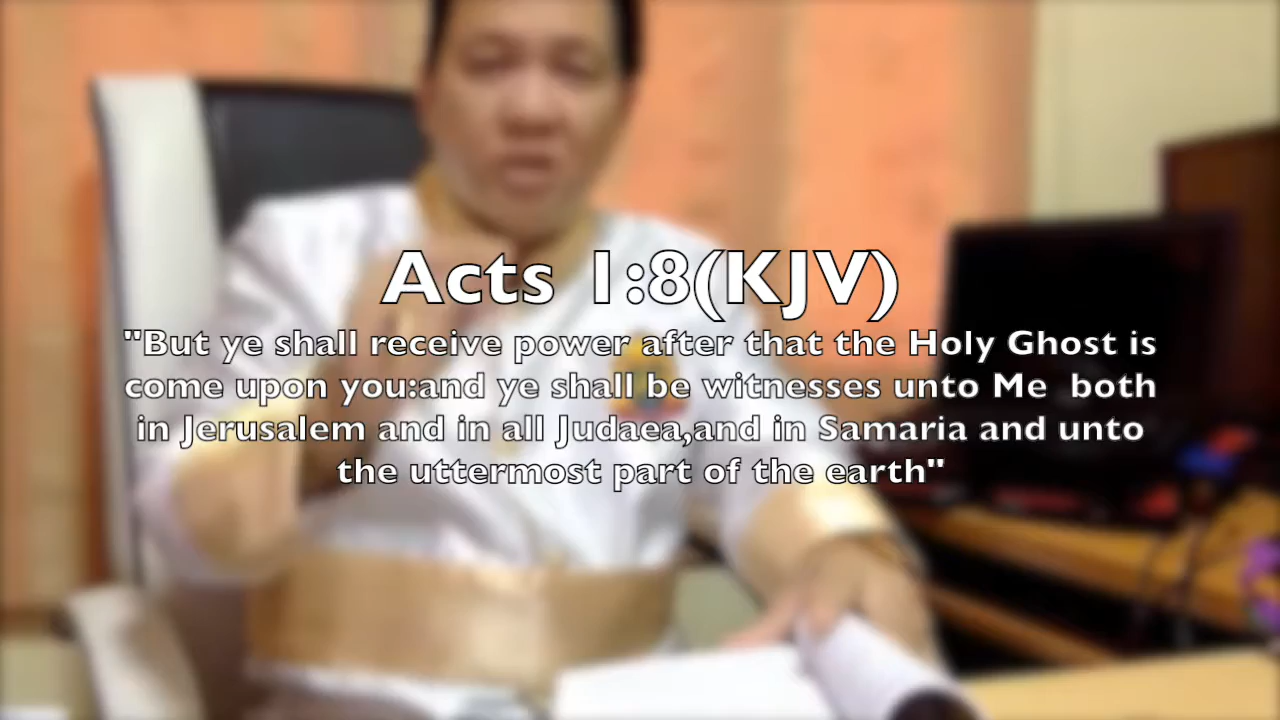 Acts 1:8(KJV)
"But ye shall receive power after that the Holy Ghost is
come upon you:and ye shall be witnesses unto Me  both
in Jerusalem and in all Judaea,and in Samaria and unto
the uttermost part of the earth"